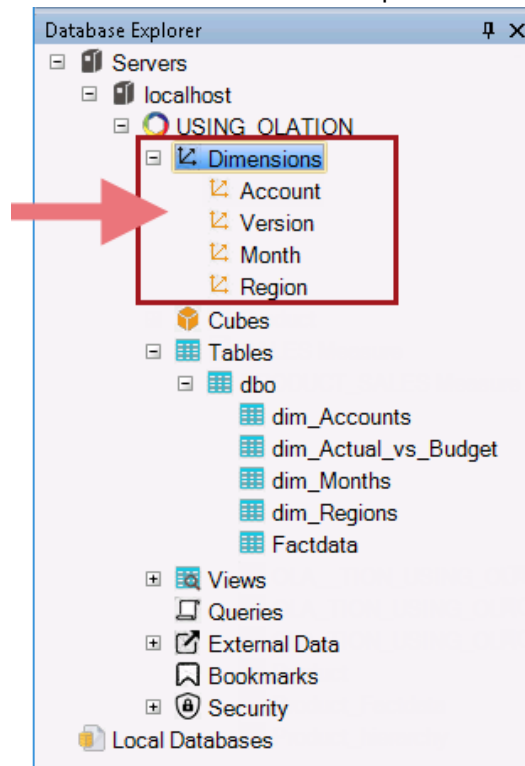 Database Explorer
Servers
localhost
USING_OLATION
Dimensions
Account
Version
Month
Region
Cubes
Tables
dbo
dim_Accounts
dim_Actual_vs_Budget
dim_Months
dim_Regions
Factdata
Views
Queries
External Data
Bookmarks
Security
Local Databases